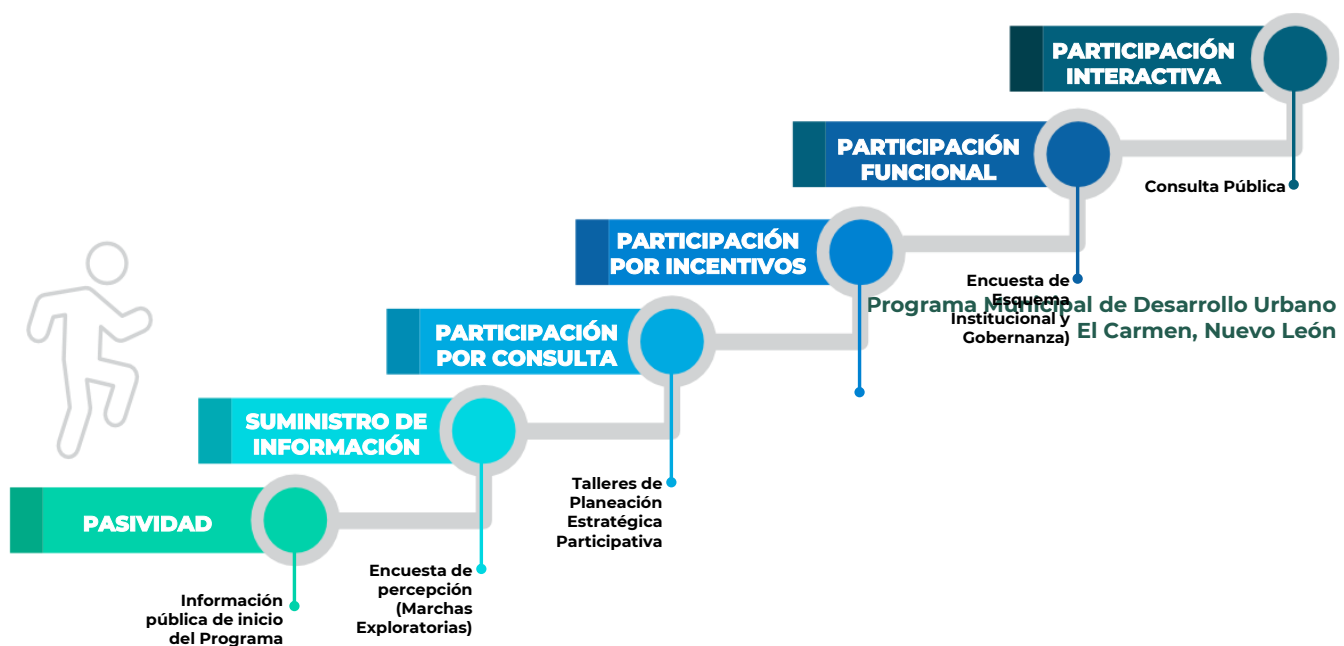 PARTICIPACIÓN
INTERACTIVA
PARTICIPACIÓN
FUNCIONAL
Consulta Pública
PARTICIPACIÓN
POR INCENTIVOS
Encuesta de
Esquema
Institucional y
Gobernanza)
Programa Municipal de Desarrollo Urbano
El Carmen, Nuevo León
PARTICIPACIÓN
POR CONSULTA
Talleres de
Planeación
Estratégica
Participativa
SUMINISTRO DE
INFORMACIÓN
Encuesta de
percepción
(Marchas
Exploratorias)
PASIVIDAD
Información
pública de inicio
del Programa